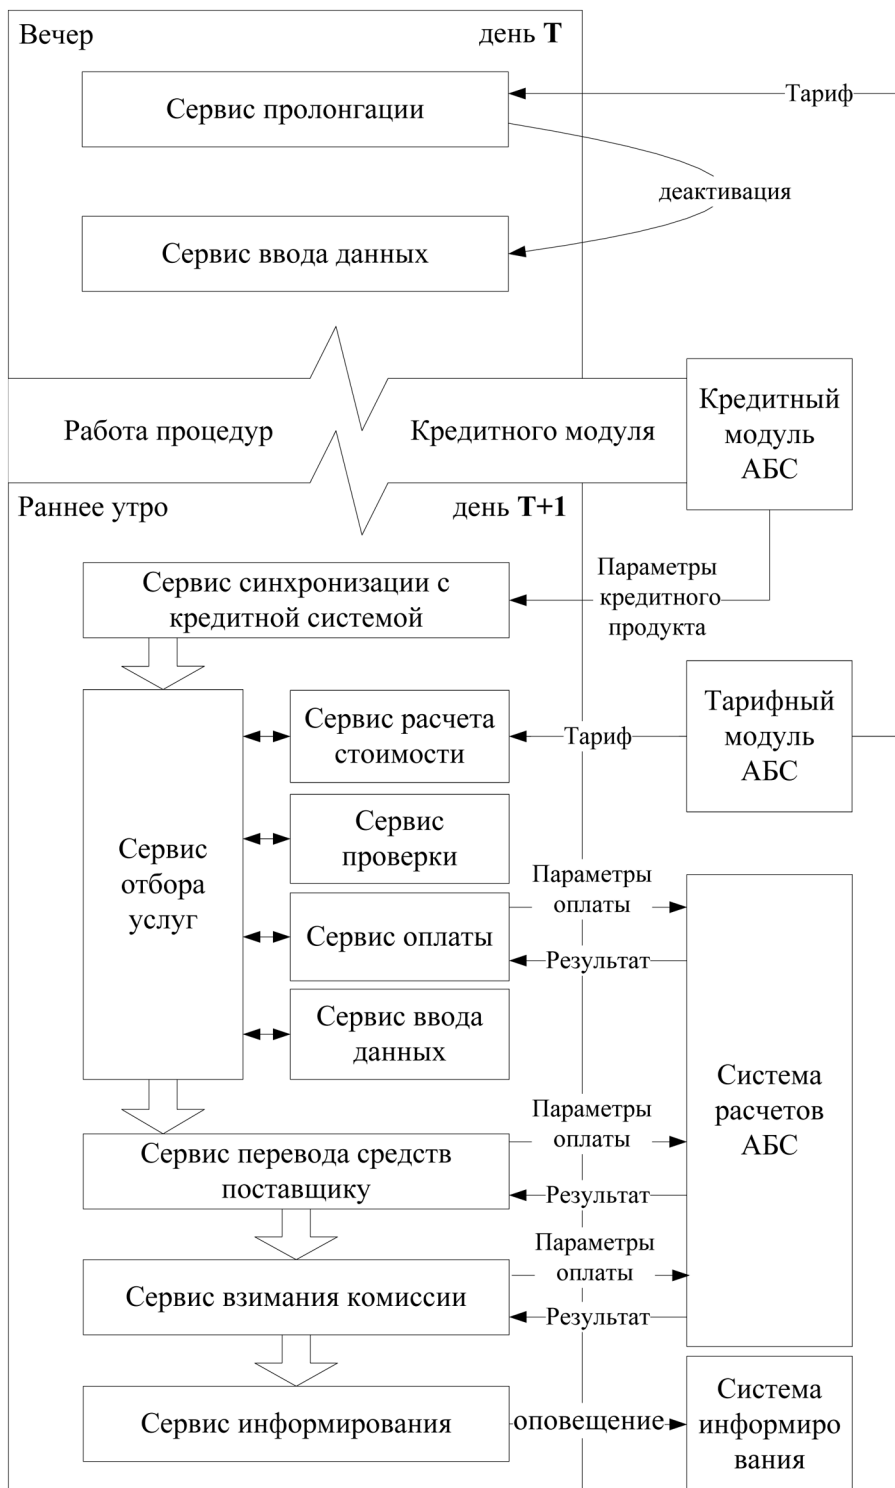 Вечер
день T
Сервис пролонгации
Тариф
деактивация
Сервис ввода данных
Работа процедур
Кредитного модуля
Кредитный
модуль
АБС
Раннее утро
день T+1
Сервис синхронизации с
кредитной системой
Параметры
кредитного
продукта
Сервис
отбора
услуг
Сервис расчета
стоимости
Тариф
Тарифный
модуль
АБС
Сервис
проверки
Сервис оплаты
Параметры
оплаты
Результат
Сервис ввода
данных
Система
расчетов
АБС
Сервис перевода средств
поставщику
Параметры
оплаты
Результат
Сервис взимания комиссии
Параметры
оплаты
Результат
Сервис информирования
оповещение
Система
информиро
вания